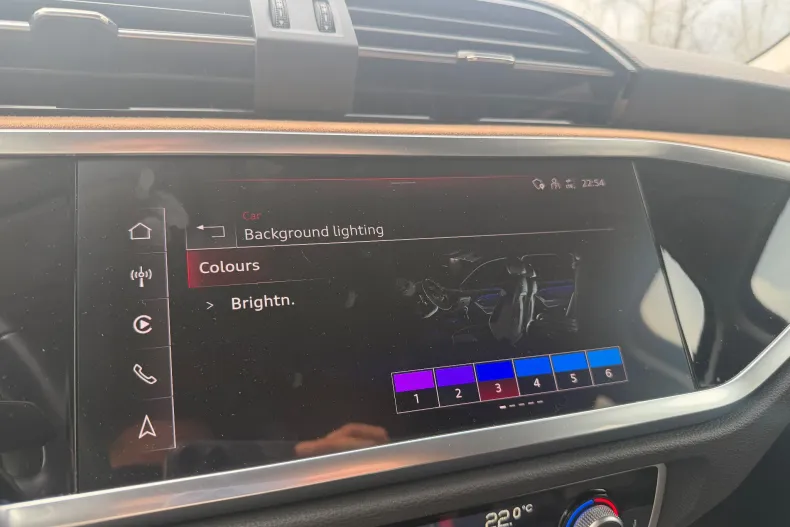 22:54
Car
Background lighting
Colours
> Brightn.
1 2 3 4 5 6
22.0°C